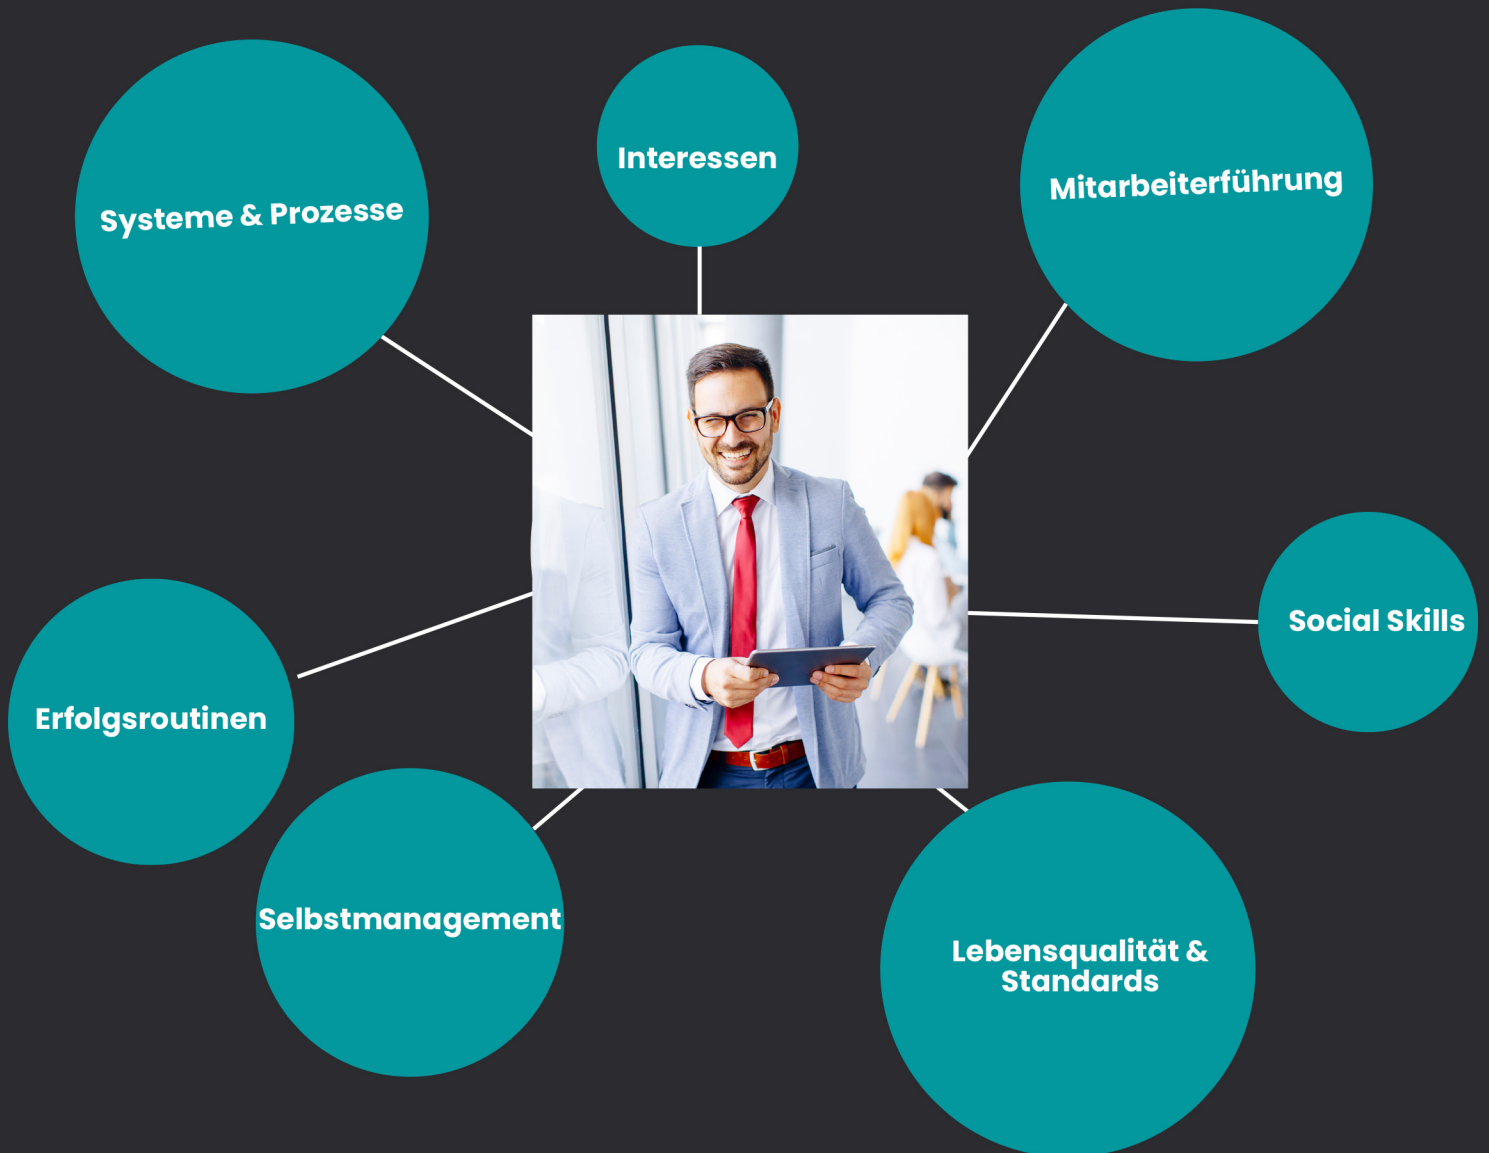 Systeme & Prozesse
Interessen
Mitarbeiterführung
Social Skills
Erfolgsroutinen
Selbstmanagement
Lebensqualität &
Standards